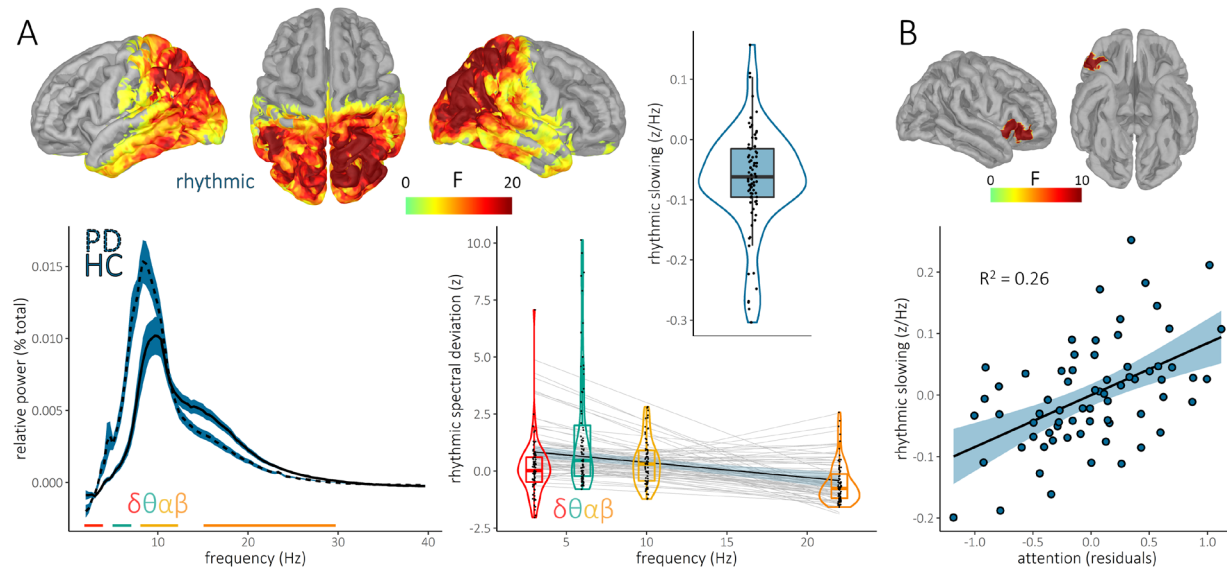 A
rhythmic
0 F 20
PD
HC
relative power (% total)
0.015
0.010
0.005
0.000
δθαβ
10 20 30 40
frequency (Hz)
rhythmic spectral deviation (z)
10.0
7.5
5.0
2.5
0.0
-2.5
δθαβ
5 10 15 20
frequency (Hz)
rhythmic slowing (z/Hz)
0.1
0.0
-0.1
-0.2
-0.3
B
0 F 10
R² = 0.26
rhythmic slowing (z/Hz)
0.2
0.1
0.0
-0.1
-0.2
-1.0 -0.5 0.0 0.5 1.0
attention (residuals)